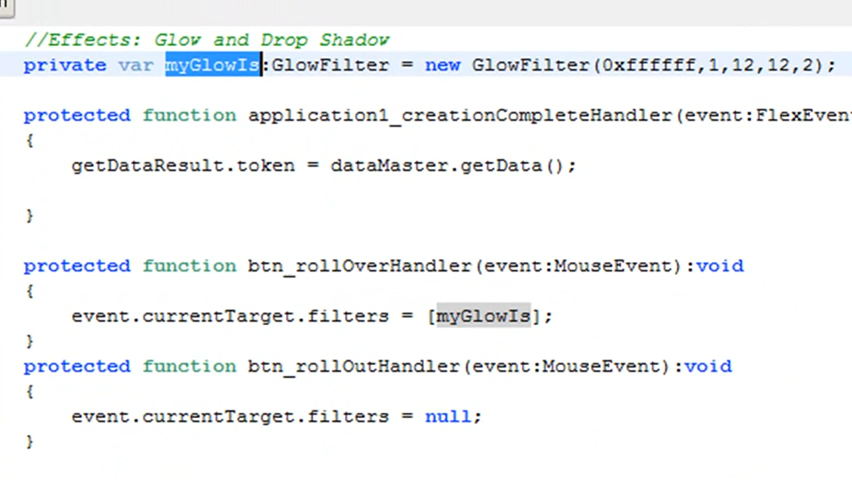 //Effects: Glow and Drop Shadow
private var myGlowIs:GlowFilter = new GlowFilter(0xffffff,1,12,12,2);
protected function application1_creationCompleteHandler(event:FlexEven
{
getDataResult.token = dataMaster.getData();
}
protected function btn_rollOverHandler(event:MouseEvent):void
{
event.currentTarget.filters = [myGlowIs];
}
protected function btn_rollOutHandler(event:MouseEvent):void
{
event.currentTarget.filters = null;
}